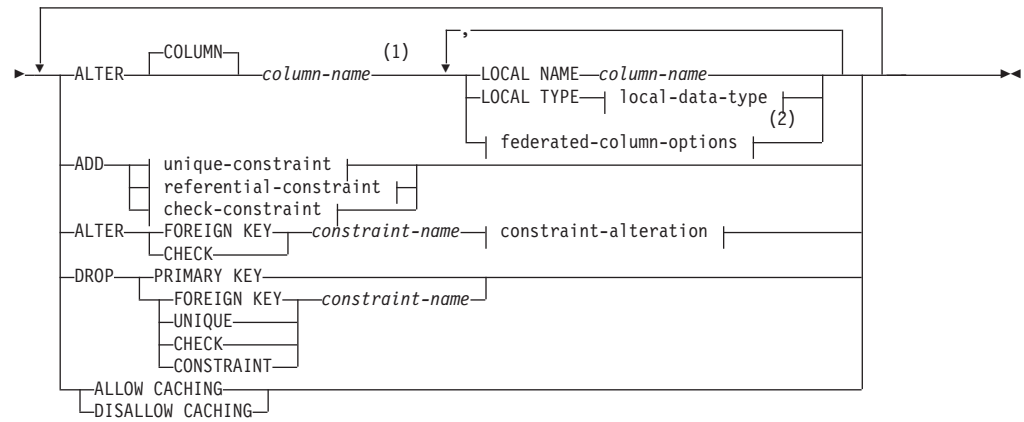 ,
COLUMN
(1)
ALTER column-name LOCAL NAME column-name
LOCAL TYPE local-data-type
(2)
federated-column-options
ADD unique-constraint
referential-constraint
check-constraint
ALTER FOREIGN KEY constraint-name constraint-alteration
CHECK
DROP PRIMARY KEY
FOREIGN KEY constraint-name
UNIQUE
CHECK
CONSTRAINT
ALLOW CACHING
DISALLOW CACHING